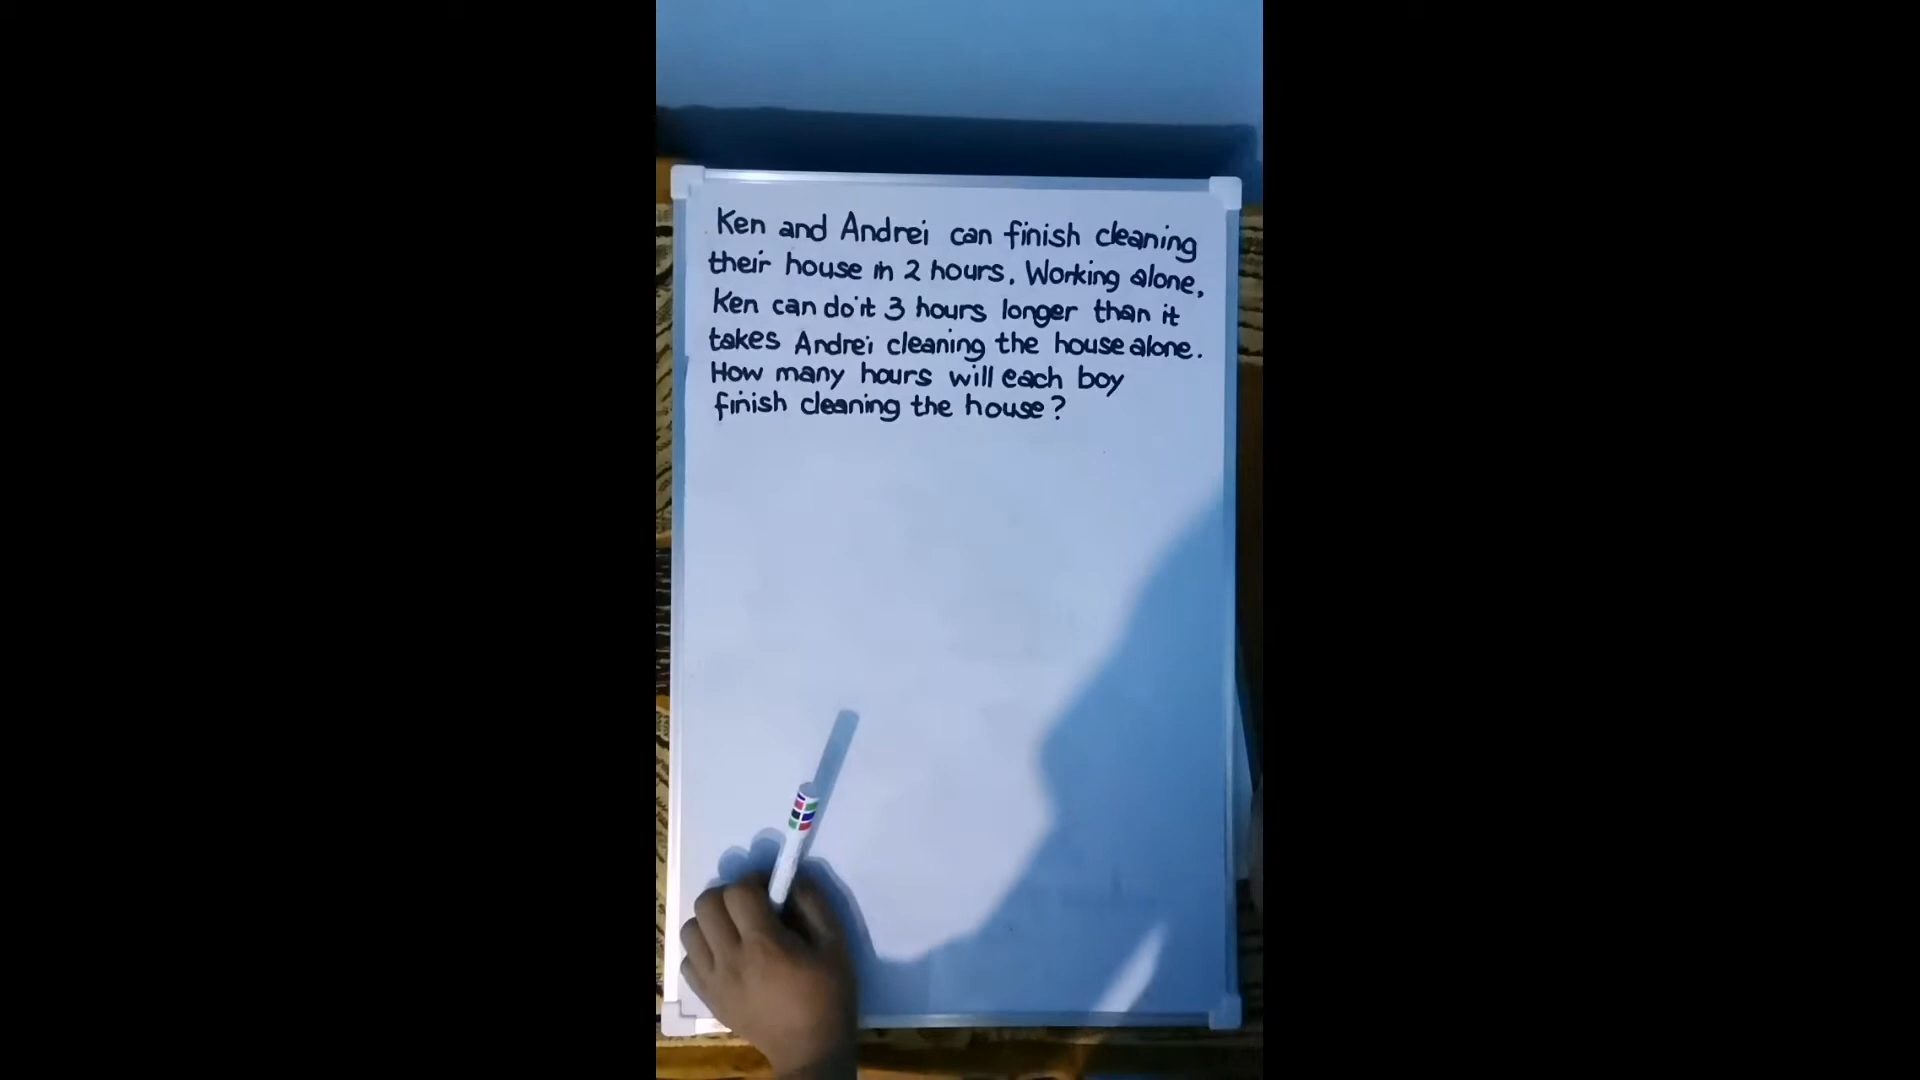 Ken and Andrei can finish cleaning
their house in 2 hours. Working alone,
Ken can do it 3 hours longer than it
takes Andrei cleaning the house alone.
How many hours will each boy
finish cleaning the house?